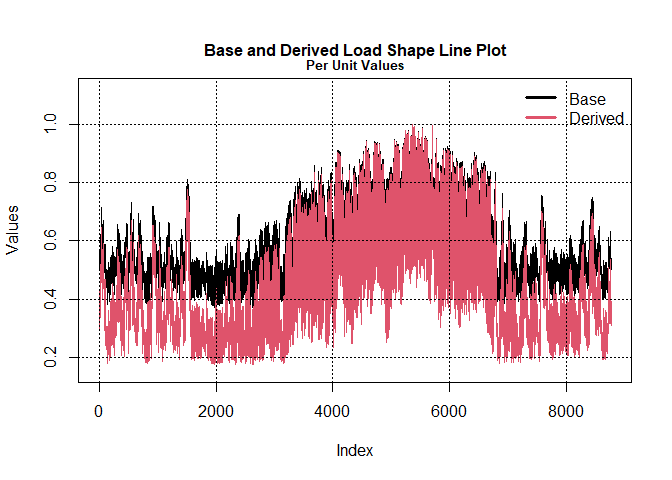 Base and Derived Load Shape Line Plot
Per Unit Values
Base
Derived
Values
1.0
0.8
0.6
0.4
0.2
0 2000 4000 6000 8000
Index